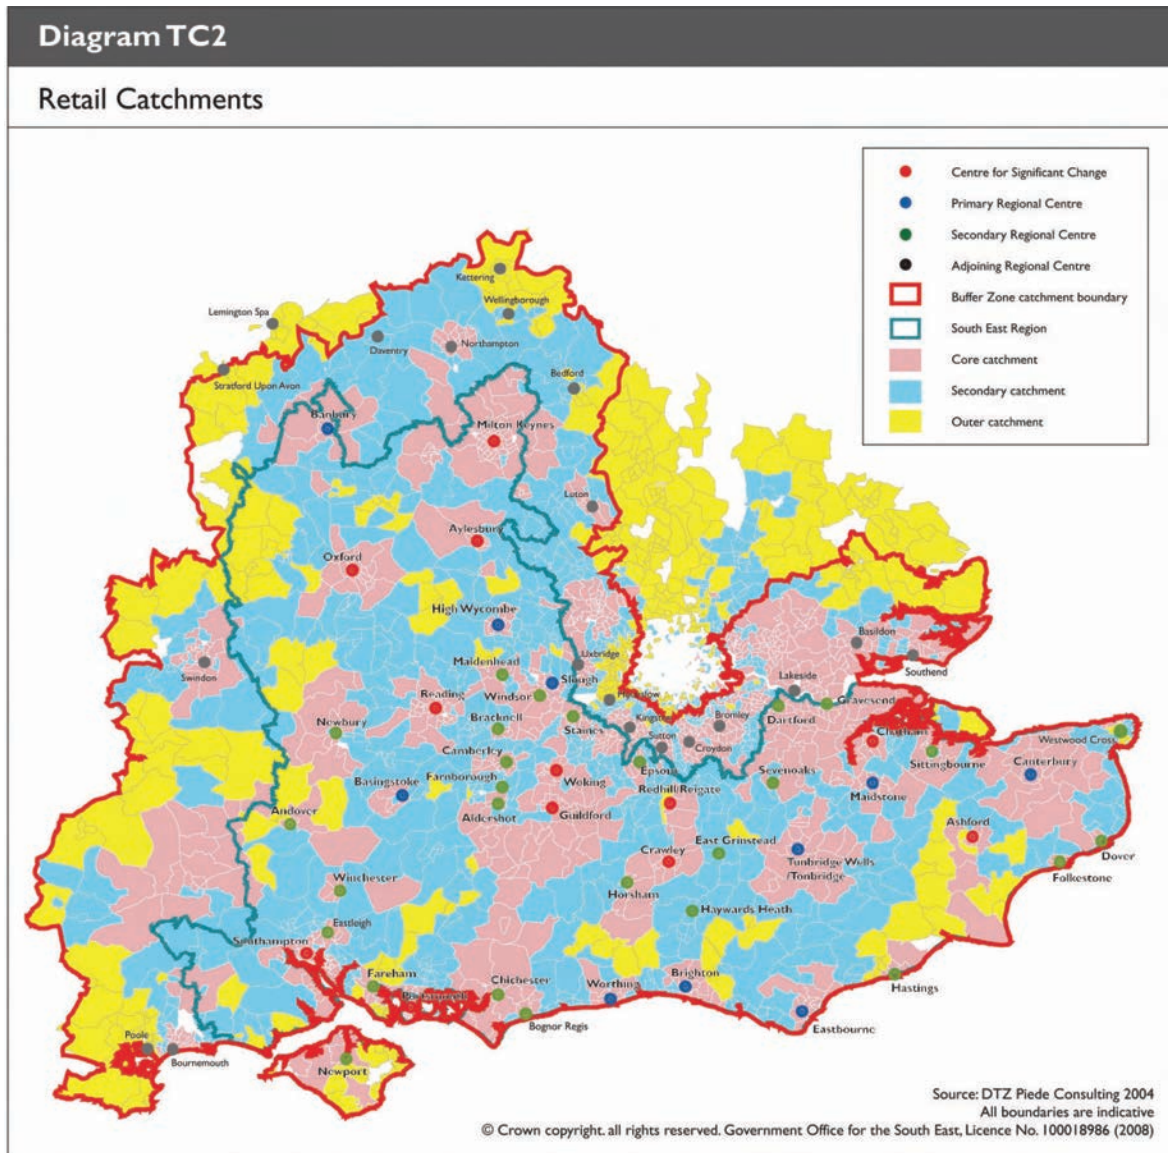 Diagram TC2
Retail Catchments
Centre for Significant Change
Primary Regional Centre
Secondary Regional Centre
Adjoining Regional Centre
Buffer Zone catchment boundary
South East Region
Core catchment
Secondary catchment
Outer catchment
Kettering
Wellingborough
Lemington Spa
Daventry
Northampton
Stratford Upon Avon
Bedford
Banbury
Milton Keynes
Luton
Aylesbury
Oxford
High Wycombe
Basildon
Uxbridge
Southend
Maidenhead
Swindon
Slough
Lakeside
Reading
Windsor
Gravesend
Newbury
Bracknell
Staines
Kingston
Bromley
Dartford
Sutton
Croydon
Chatham
Westwood Cross
Camberley
Epsom
Sittingbourne
Canterbury
Basingstoke
Farnborough
Woking
Sevenoaks
Redhill/Reigate
Maidstone
Andover
Aldershot
Guildford
Ashford
East Grinstead
Dover
Crawley
Tunbridge Wells
/Tonbridge
Folkestone
Winchester
Horsham
Haywards Heath
Eastleigh
Southampton
Fareham
Chichester
Worthing
Brighton
Hastings
Bognor Regis
Eastbourne
Poole
Bournemouth
Newport
Source: DTZ Piede Consulting 2004
All boundaries are indicative
© Crown copyright. all rights reserved. Government Office for the South East, Licence No. 100018986 (2008)